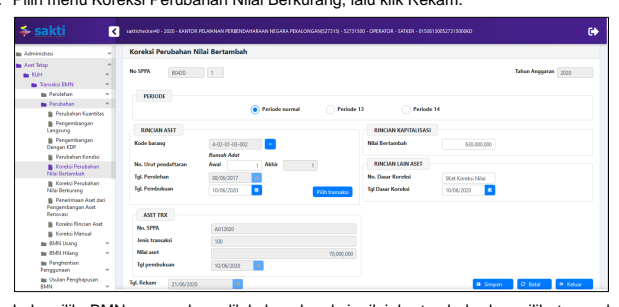 Pilih menu Koreksi Perubahan Nilai Berkurang, lalu klik Rekam.
sakti
saktichecker40 - 2020 - KANTOR PELAYANAN PERBENDAHARAAN NEGARA PEKALONGAN(527315) - 52731500 - OPERATOR - SATKER - 015001300527315000KD
Administrasi
Aset Tetap
RUH
Transaksi BMN
Perolehan
Perubahan
Perubahan Kuantitas
Pengembangan Langsung
Pengembangan Dengan KDP
Perubahan Kondisi
Koreksi Perubahan Nilai Bertambah
Koreksi Perubahan Nilai Berkurang
Penerimaan Aset dari Pengembangan Aset Renovasi
Koreksi Rincian Aset
Koreksi Manual
BMN Usang
BMN Hilang
Penghentian Penggunaan
Usulan Penghapusan BMN
Koreksi Perubahan Nilai Bertambah
No SPPA B0420 1 Tahun Anggaran 2020
PERIODE
Periode normal Periode 13 Periode 14
RINCIAN ASET
Kode barang 4-02-01-03-002
Rumah Adat
No. Urut pendaftaran Awal 1 Akhir 1
Tgl. Perolehan 08/06/2017
Tgl. Pembukuan 10/06/2020 Pilih transaksi
RINCIAN KAPITALISASI
Nilai Bertambah 630.000.000
RINCIAN LAIN ASET
No. Dasar Koreksi SKet Koreksi Nilai
Tgl Dasar Koreksi 10/06/2020
ASET TRX
No. SPPA A012020
Jenis transaksi 100
Nilai aset 70,000,000
Tgl pembukuan 10/06/2020
Tgl. Rekam 21/06/2020
Simpan Batal Keluar